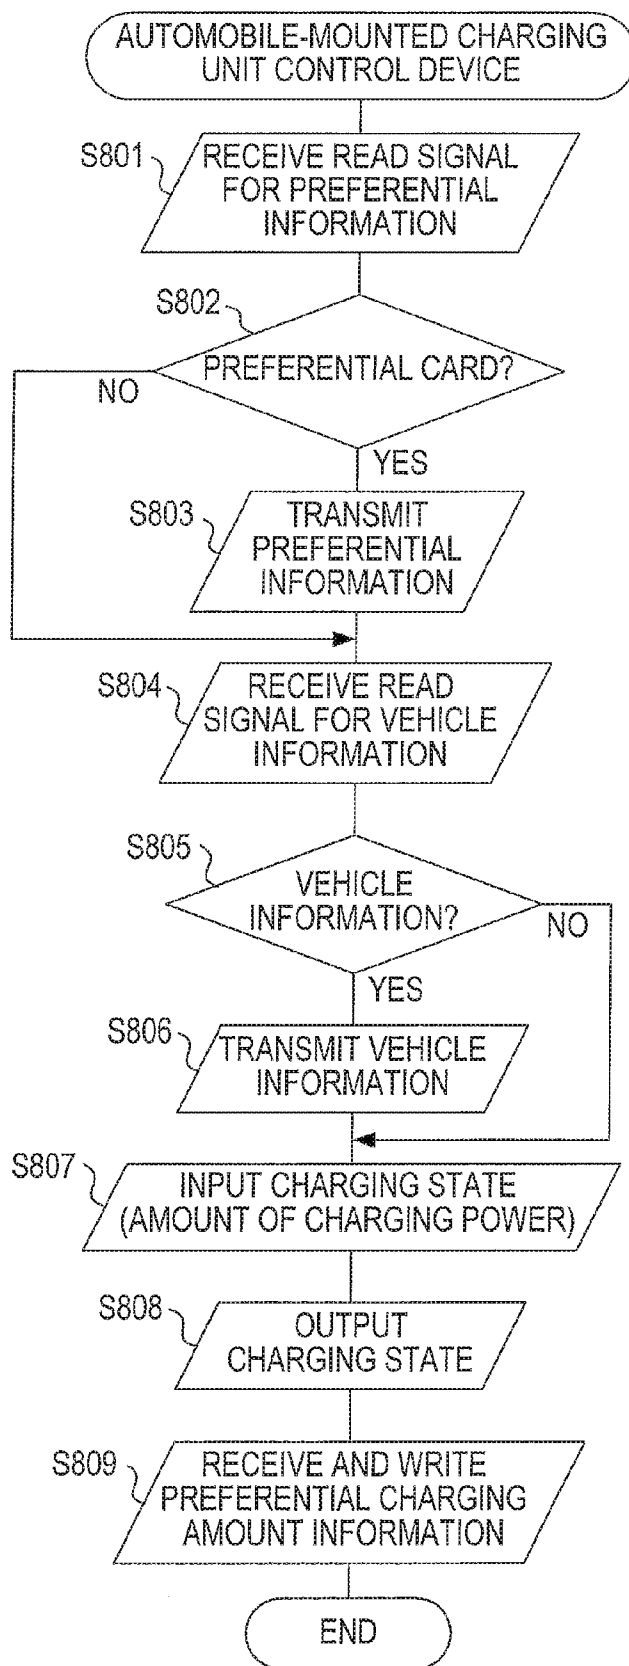 AUTOMOBILE-MOUNTED CHARGING
UNIT CONTROL DEVICE
S801
RECEIVE READ SIGNAL
FOR PREFERENTIAL
INFORMATION
S802
PREFERENTIAL CARD?
NO
YES
S803
TRANSMIT
PREFERENTIAL
INFORMATION
S804
RECEIVE READ
SIGNAL FOR VEHICLE
INFORMATION
S805
VEHICLE
INFORMATION?
NO
YES
S806
TRANSMIT VEHICLE
INFORMATION
S807
INPUT CHARGING STATE
(AMOUNT OF CHARGING POWER)
S808
OUTPUT
CHARGING STATE
S809
RECEIVE AND WRITE
PREFERENTIAL CHARGING
AMOUNT INFORMATION
END